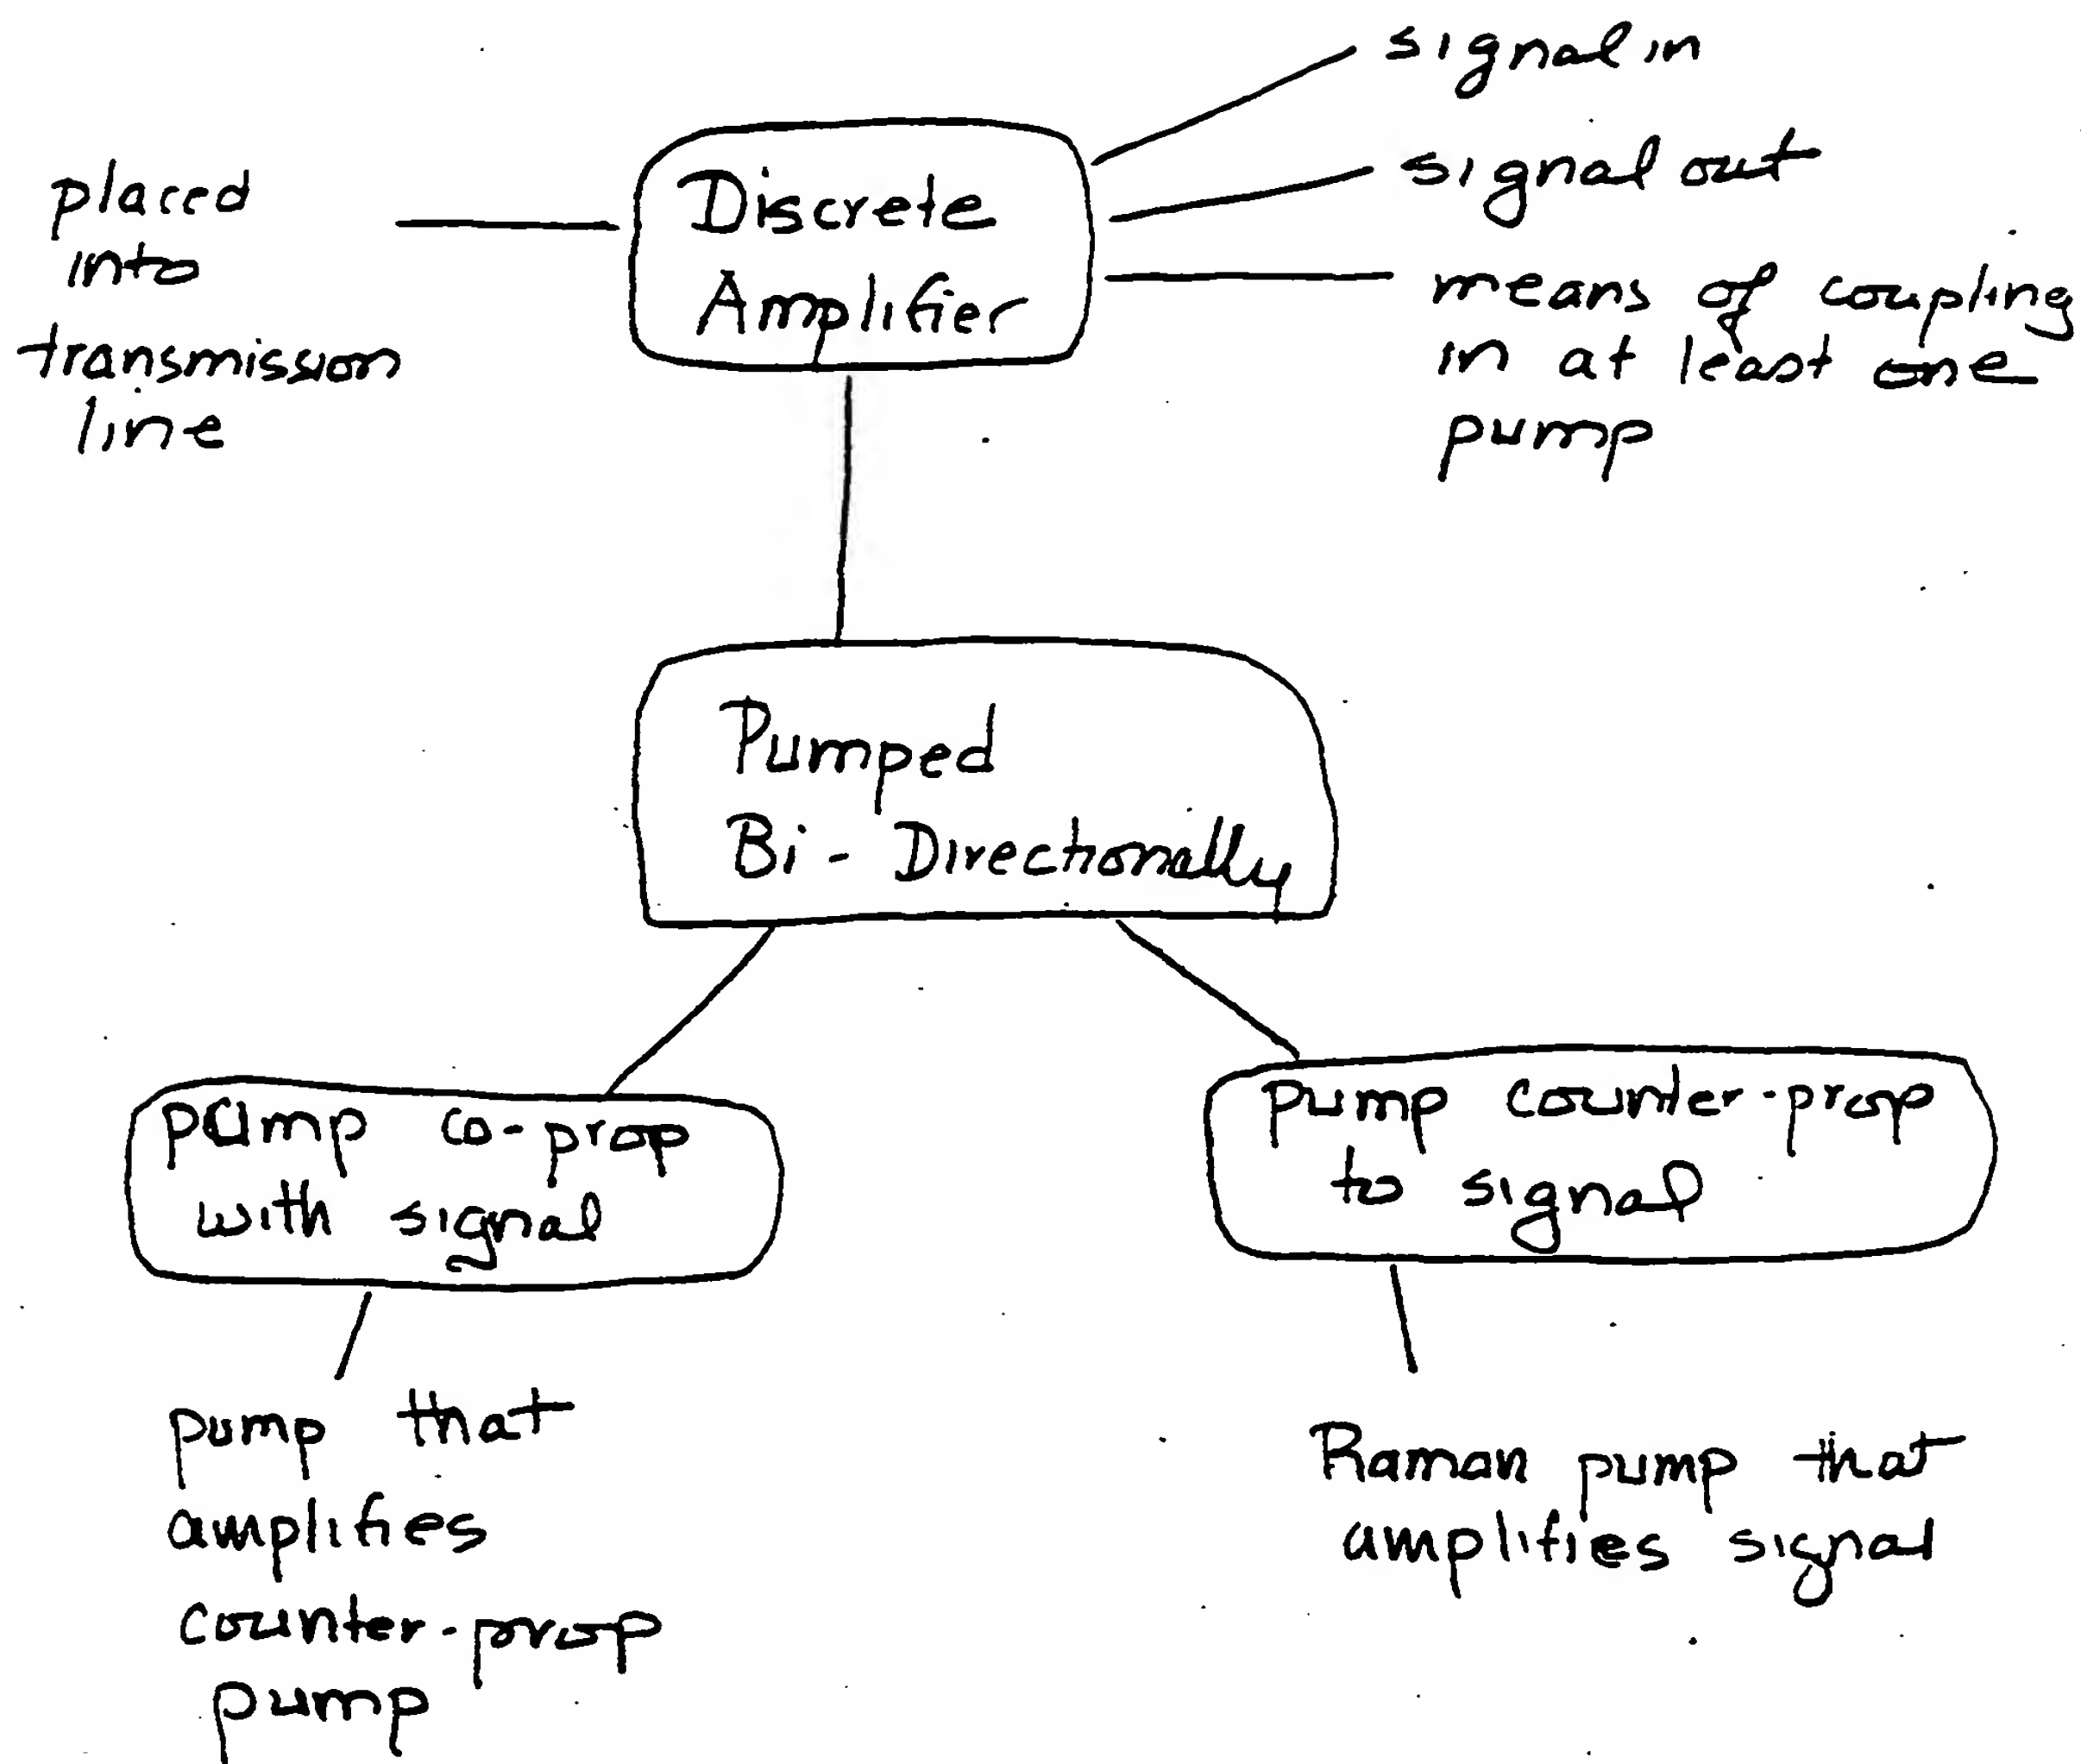 signal in
signal out
means of coupling
in at least one
pump
placed
into
transmission
line
Discrete
Amplifier
Pumped
Bi - Directionally
pump co-prop
with signal
pump counter-prop
to signal
pump that
amplifies
counter-prop
pump
Raman pump that
amplifies signal